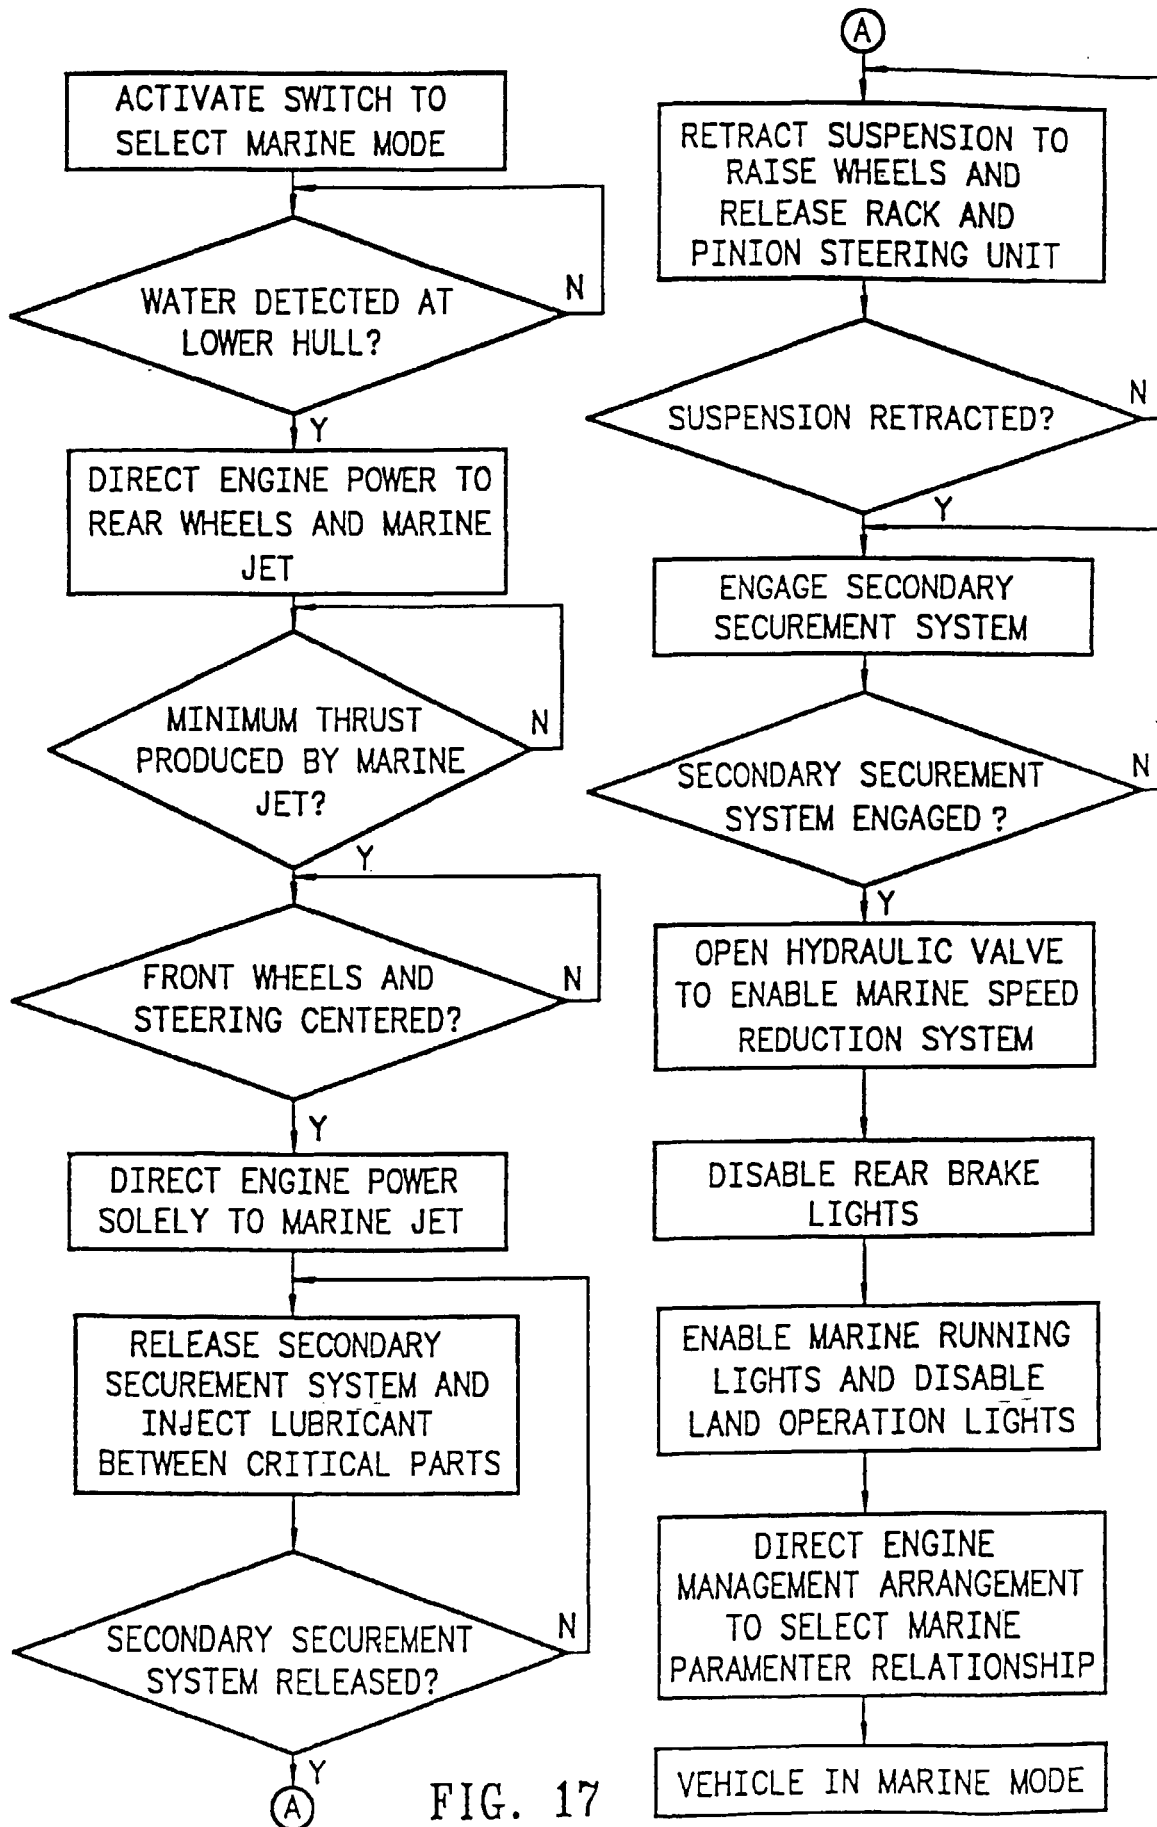 ACTIVATE SWITCH TO
SELECT MARINE MODE
WATER DETECTED AT
LOWER HULL?
N
Y
DIRECT ENGINE POWER TO
REAR WHEELS AND MARINE
JET
MINIMUM THRUST
PRODUCED BY MARINE
JET?
N
Y
FRONT WHEELS AND
STEERING CENTERED?
N
Y
DIRECT ENGINE POWER
SOLELY TO MARINE JET
RELEASE SECONDARY
SECUREMENT SYSTEM AND
INJECT LUBRICANT
BETWEEN CRITICAL PARTS
SECONDARY SECUREMENT
SYSTEM RELEASED?
N
Y
A
A
RETRACT SUSPENSION TO
RAISE WHEELS AND
RELEASE RACK AND
PINION STEERING UNIT
SUSPENSION RETRACTED?
N
Y
ENGAGE SECONDARY
SECUREMENT SYSTEM
SECONDARY SECUREMENT
SYSTEM ENGAGED?
N
Y
OPEN HYDRAULIC VALVE
TO ENABLE MARINE SPEED
REDUCTION SYSTEM
DISABLE REAR BRAKE
LIGHTS
ENABLE MARINE RUNNING
LIGHTS AND DISABLE
LAND OPERATION LIGHTS
DIRECT ENGINE
MANAGEMENT ARRANGEMENT
TO SELECT MARINE
PARAMENTER RELATIONSHIP
VEHICLE IN MARINE MODE
FIG. 17